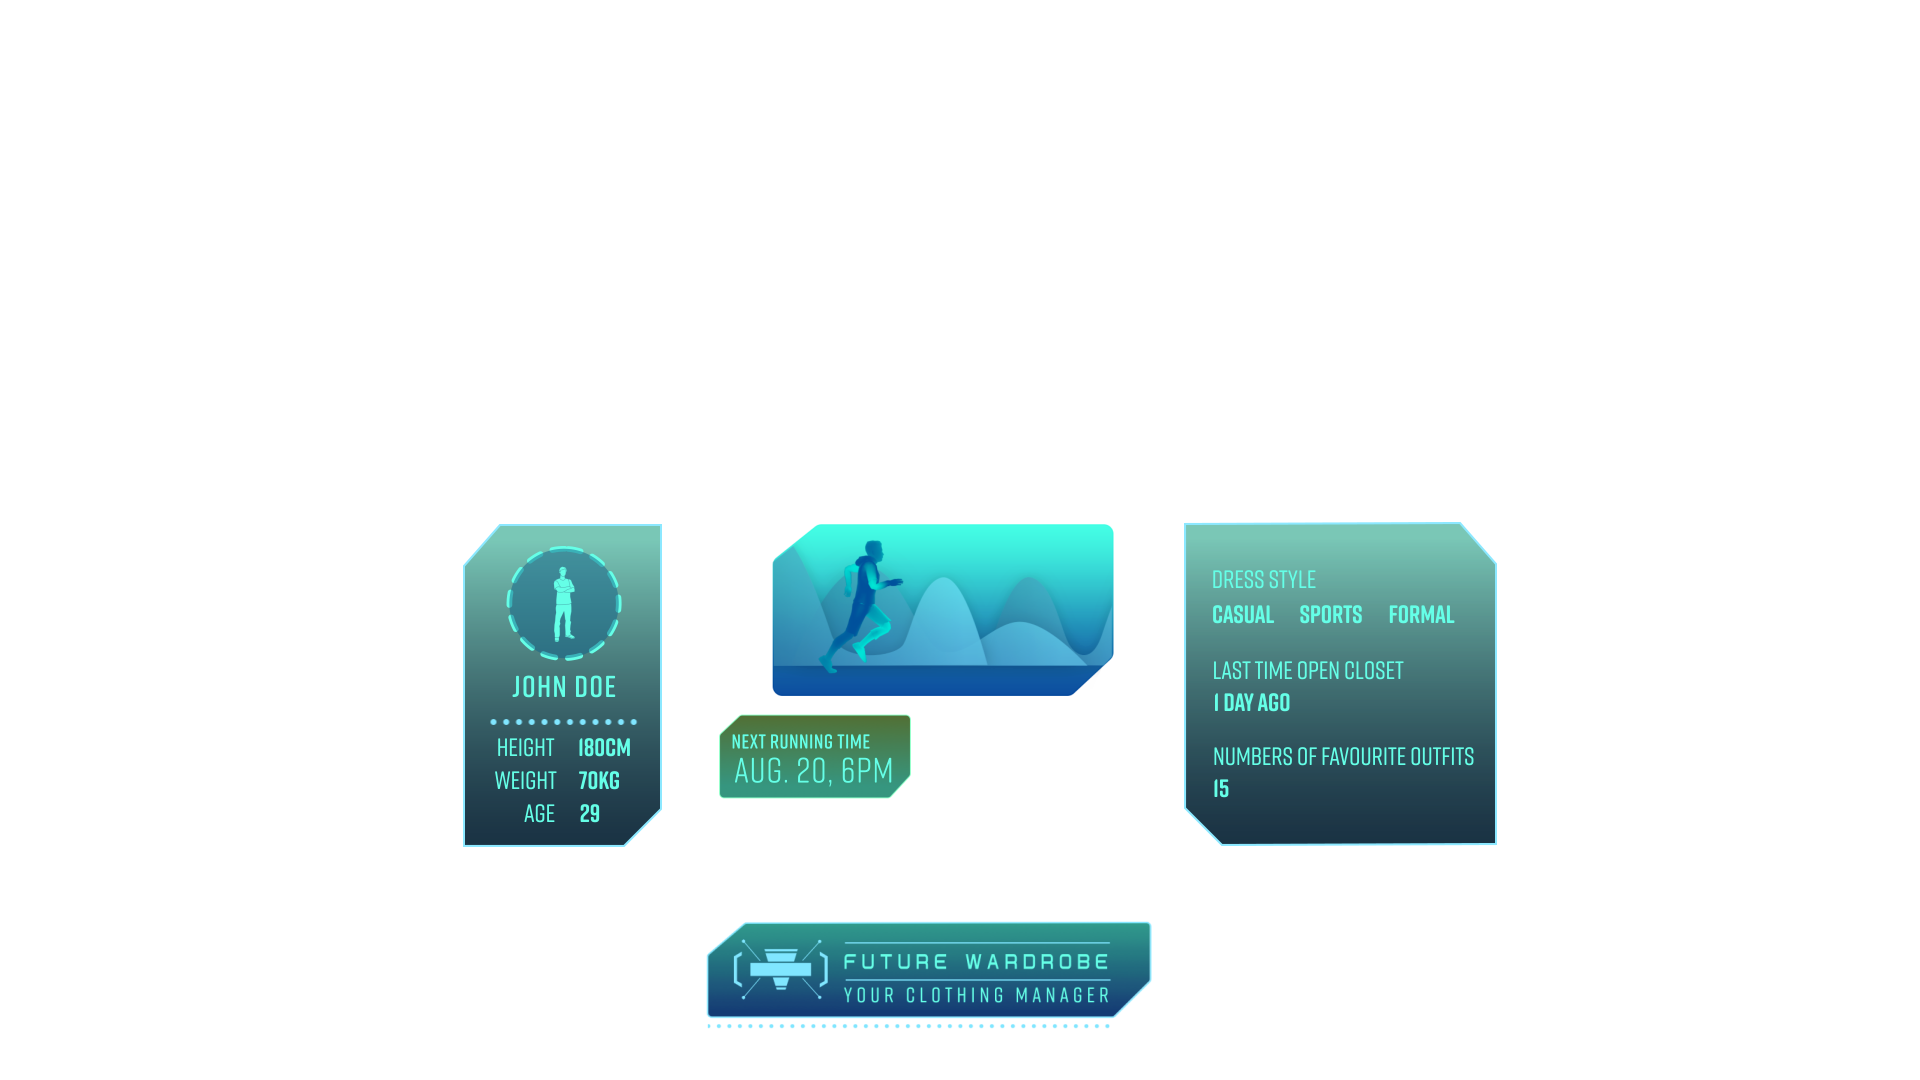 JOHN DOE
HEIGHT 180CM
WEIGHT 70KG
AGE 29
NEXT RUNNING TIME
AUG. 20, 6PM
DRESS STYLE
CASUAL SPORTS FORMAL
LAST TIME OPEN CLOSET
1 DAY AGO
NUMBERS OF FAVOURITE OUTFITS
15
FUTURE WARDROBE
YOUR CLOTHING MANAGER